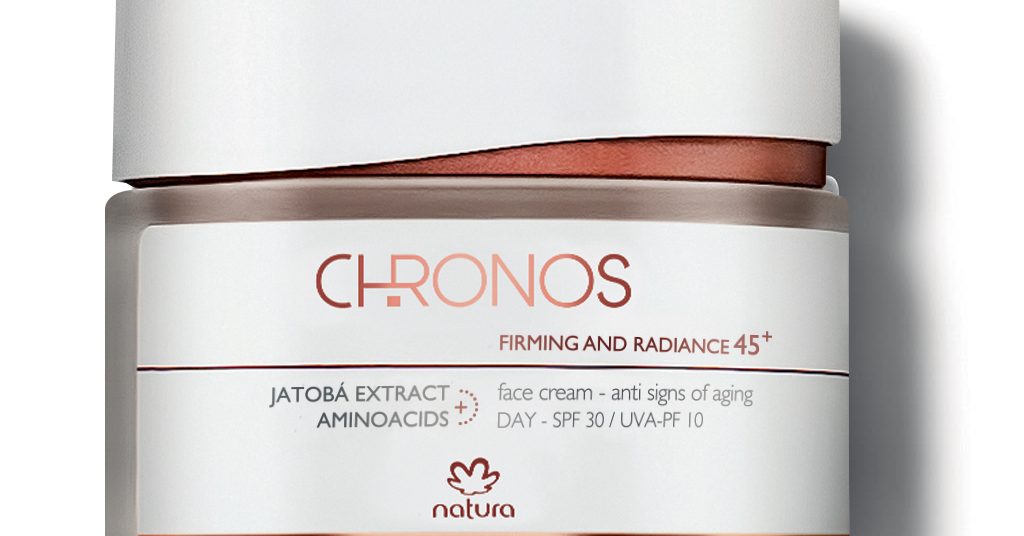 CHRONOS
FIRMING AND RADIANCE 45+
JATOBÁ EXTRACT
AMINOACIDS
+
face cream - anti signs of aging
DAY - SPF 30 / UVA-PF 10
natura